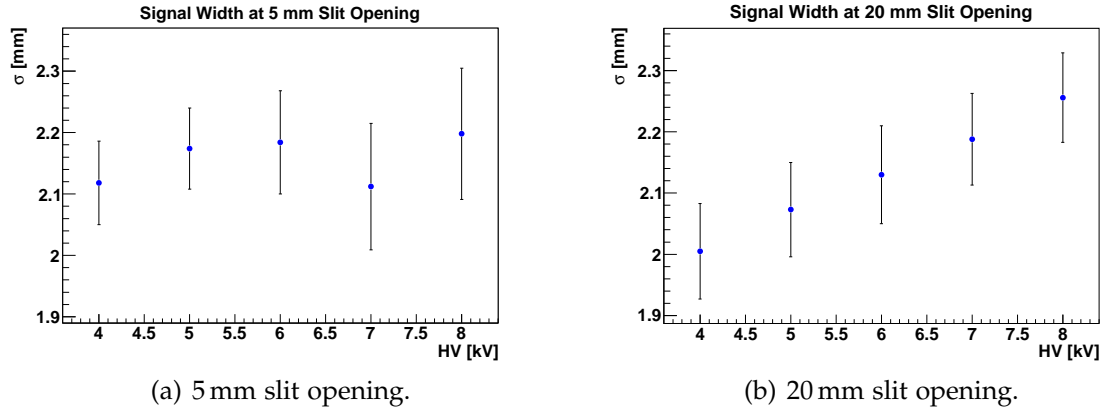 Signal Width at 5 mm Slit Opening
σ [mm]
2.3
2.2
2.1
2
1.9
4 4.5 5 5.5 6 6.5 7 7.5 8
HV [kV]
(a) 5 mm slit opening.
Signal Width at 20 mm Slit Opening
σ [mm]
2.3
2.2
2.1
2
1.9
4 4.5 5 5.5 6 6.5 7 7.5 8
HV [kV]
(b) 20 mm slit opening.